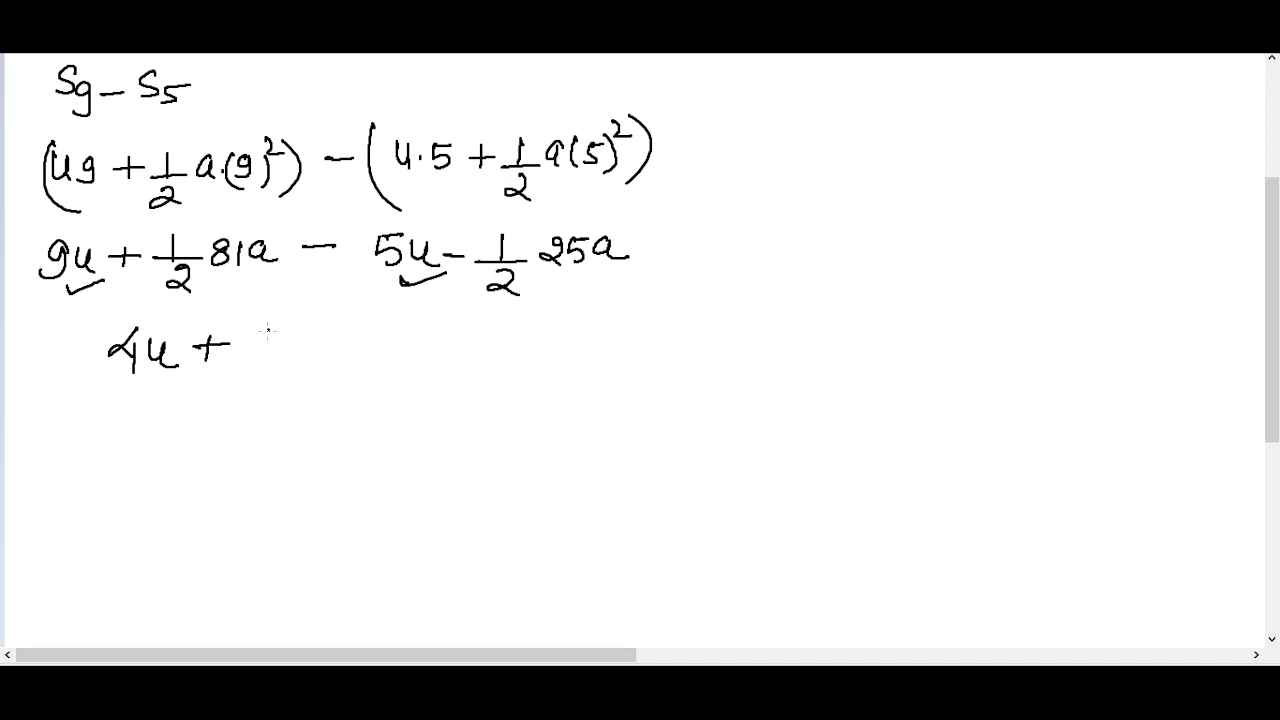 S9 - S5
(u9 + 1/2 a.(9)²) - (u·5 + 1/2 a(5)²)
9u + 1/2 81a - 5u - 1/2 25a
4u +